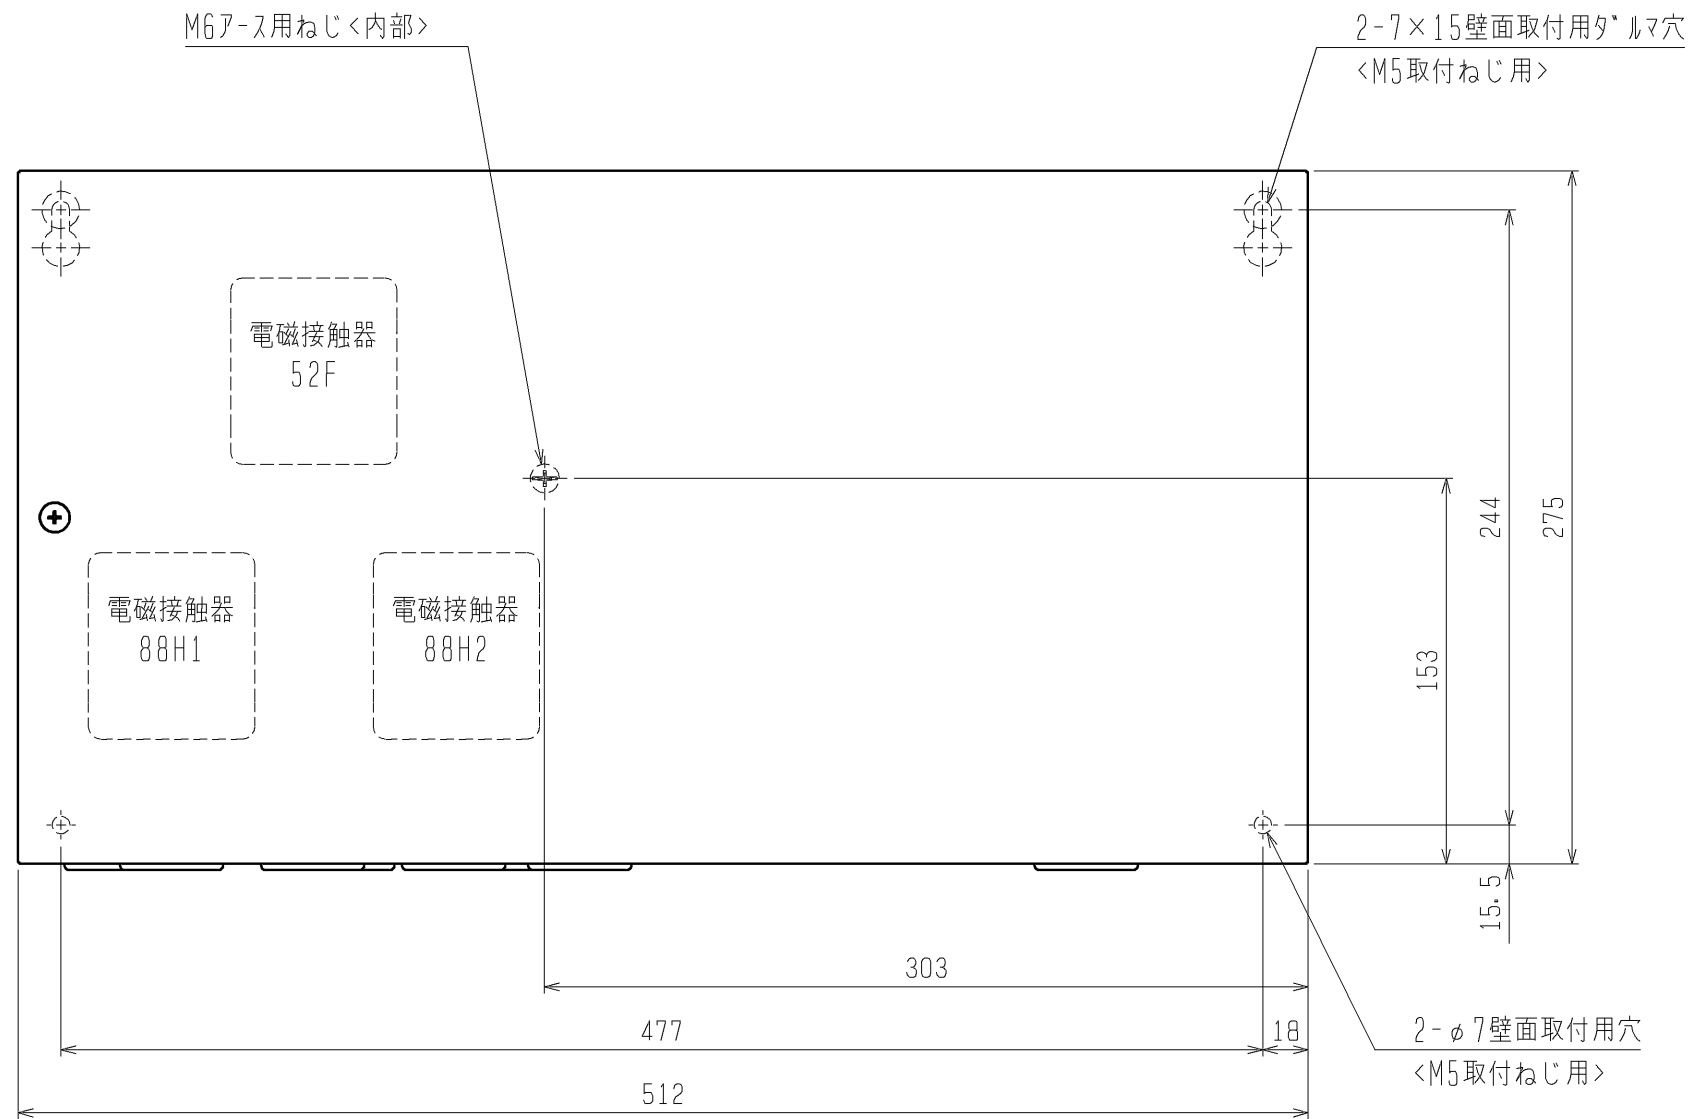 M6アース用ねじ<内部>
2-7×15壁面取付用ダルマ穴
<M5取付ねじ用>
電磁接触器
52F
電磁接触器
88H1
電磁接触器
88H2
153
244
275
15.5
303
477
18
512
2-φ7壁面取付用穴
<M5取付ねじ用>